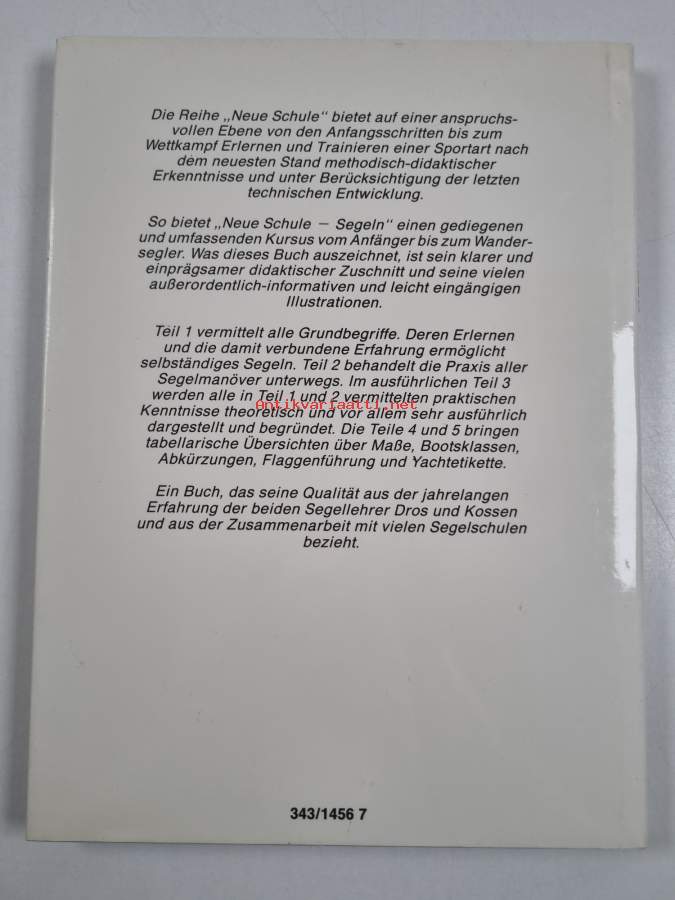 Die Reihe „Neue Schule“ bietet auf einer anspruchs-
vollen Ebene von den Anfangsschritten bis zum
Wettkampf Erlernen und Trainieren einer Sportart nach
dem neuesten Stand methodisch-didaktischer
Erkenntnisse und unter Berücksichtigung der letzten
technischen Entwicklung.
So bietet „Neue Schule — Segeln“ einen gediegenen
und umfassenden Kursus vom Anfänger bis zum Wander-
segler. Was dieses Buch auszeichnet, ist sein klarer und
einprägsamer didaktischer Zuschnitt und seine vielen
außerordentlich-informativen und leicht eingängigen
Illustrationen.
Teil 1 vermittelt alle Grundbegriffe. Deren Erlernen
und die damit verbundene Erfahrung ermöglicht
selbständiges Segeln. Teil 2 behandelt die Praxis aller
Segelmanöver unterwegs. Im ausführlichen Teil 3
werden alle in Teil 1 und 2 vermittelten praktischen
Antikvariaatti.net
Kenntnisse theoretisch und vor allem sehr ausführlich
dargestellt und begründet. Die Teile 4 und 5 bringen
tabellarische Übersichten über Maße, Bootsklassen,
Abkürzungen, Flaggenführung und Yachtetikette.
Ein Buch, das seine Qualität aus der jahrelangen
Erfahrung der beiden Segellehrer Dros und Kossen
und aus der Zusammenarbeit mit vielen Segelschulen
bezieht.
343/1456 7